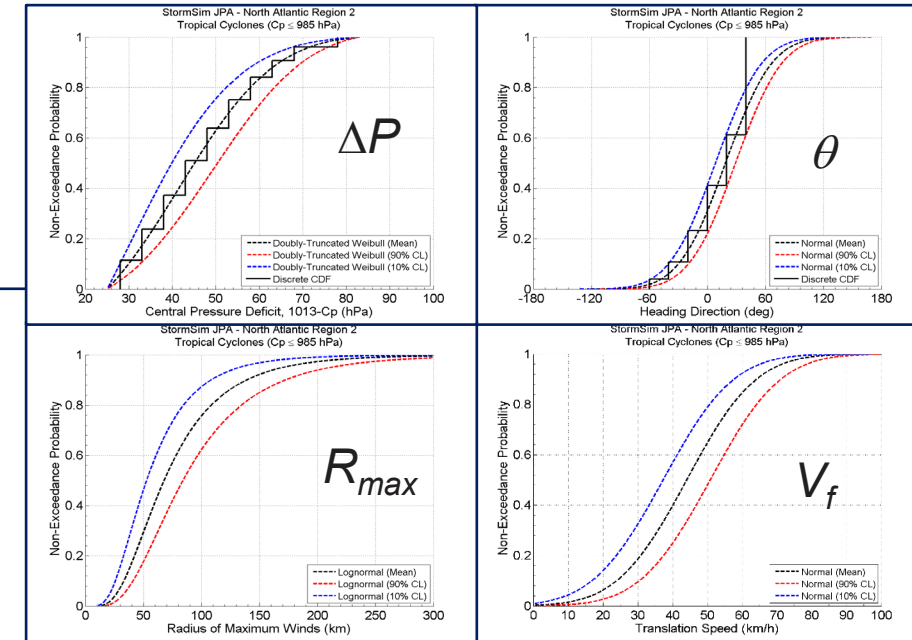 StormSim JPA - North Atlantic Region 2
Tropical Cyclones (Cp ≤ 985 hPa)
Non-Exceedance Probability
1
0.8
0.6
0.4
0.2
0
ΔP
Doubly-Truncated Weibull (Mean)
Doubly-Truncated Weibull (90% CL)
Doubly-Truncated Weibull (10% CL)
Discrete CDF
20 30 40 50 60 70 80 90 100
Central Pressure Deficit, 1013-Cp (hPa)
StormSim JPA - North Atlantic Region 2
Tropical Cyclones (Cp ≤ 985 hPa)
Non-Exceedance Probability
1
0.8
0.6
0.4
0.2
0
θ
Normal (Mean)
Normal (90% CL)
Normal (10% CL)
Discrete CDF
-180 -120 -60 0 60 120 180
Heading Direction (deg)
StormSim JPA - North Atlantic Region 2
Tropical Cyclones (Cp ≤ 985 hPa)
Non-Exceedance Probability
1
0.8
0.6
0.4
0.2
0
Rmax
Lognormal (Mean)
Lognormal (90% CL)
Lognormal (10% CL)
0 50 100 150 200 250 300
Radius of Maximum Winds (km)
StormSim JPA - North Atlantic Region 2
Tropical Cyclones (Cp ≤ 985 hPa)
Non-Exceedance Probability
1
0.8
0.6
0.4
0.2
0
Vf
Normal (Mean)
Normal (90% CL)
Normal (10% CL)
0 10 20 30 40 50 60 70 80 90 100
Translation Speed (km/h)